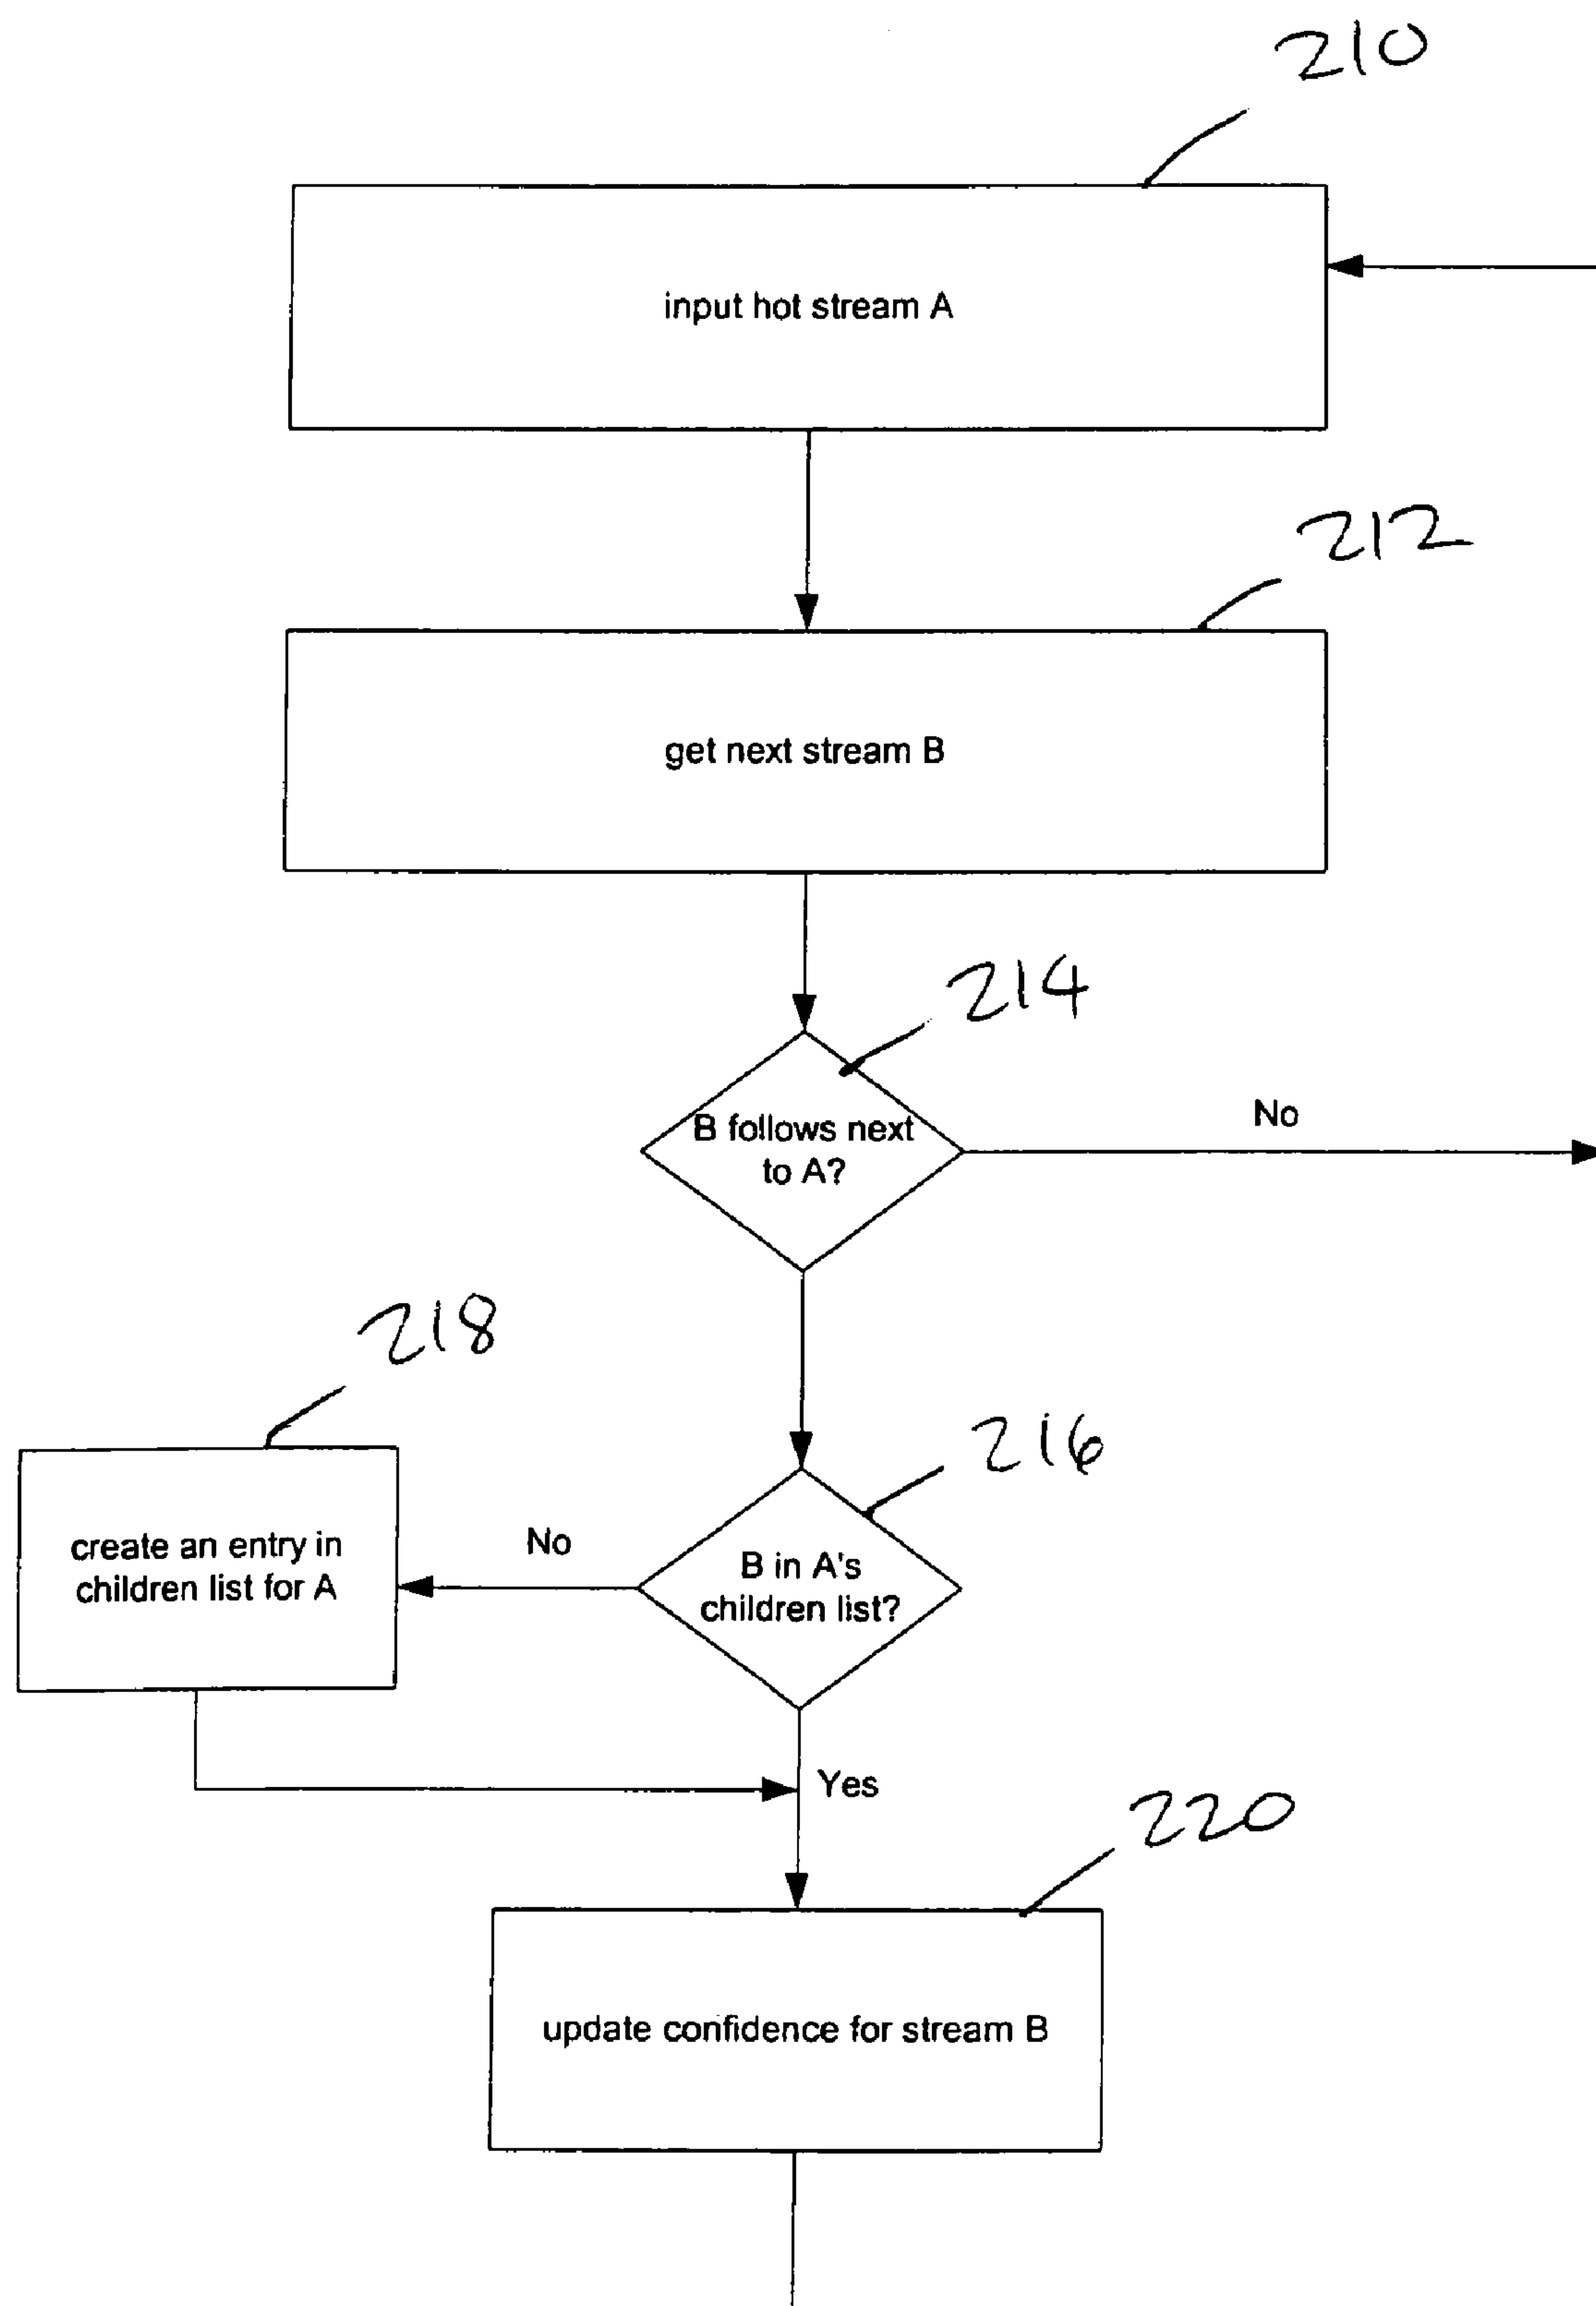 210
input hot stream A
212
get next stream B
214
B follows next
to A?
No
218
216
create an entry in
children list for A
No
B in A's
children list?
Yes
220
update confidence for stream B